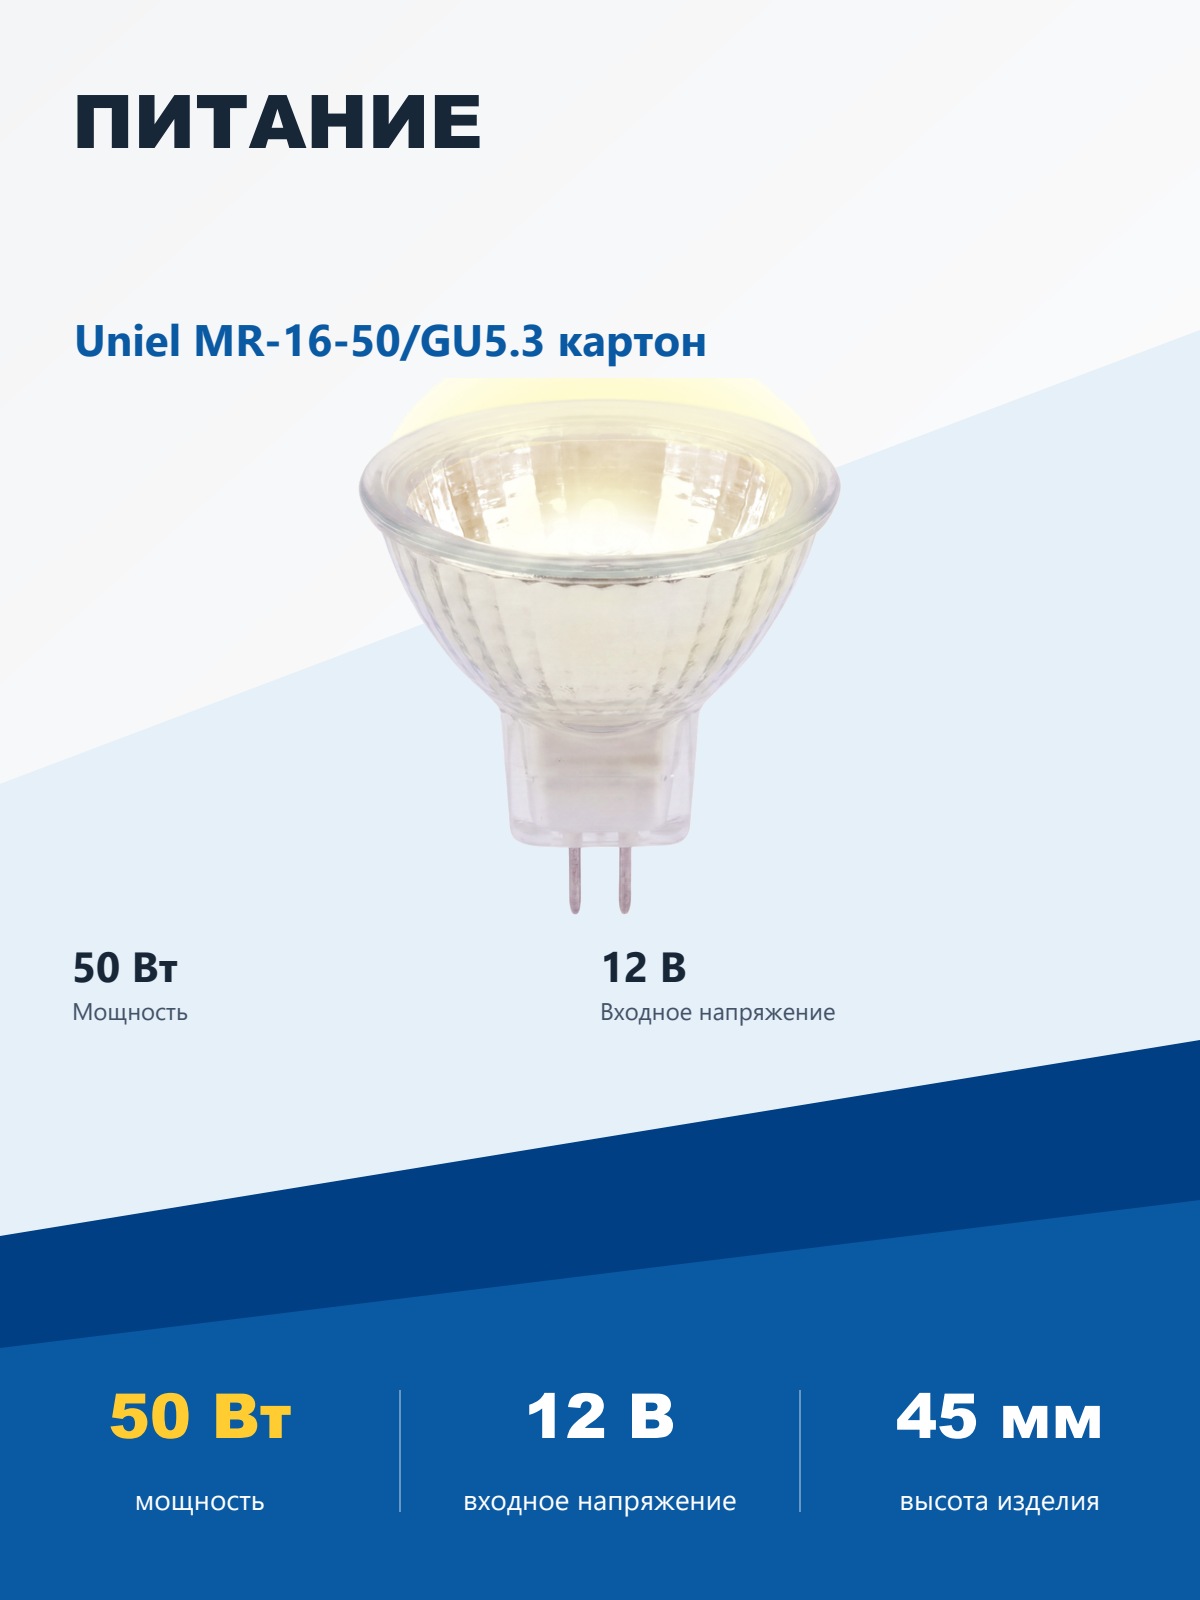 ПИТАНИЕ
Uniel MR-16-50/GU5.3 картон
50 Вт
Мощность
12 В
Входное напряжение
50 Вт
мощность
12 В
входное напряжение
45 мм
высота изделия